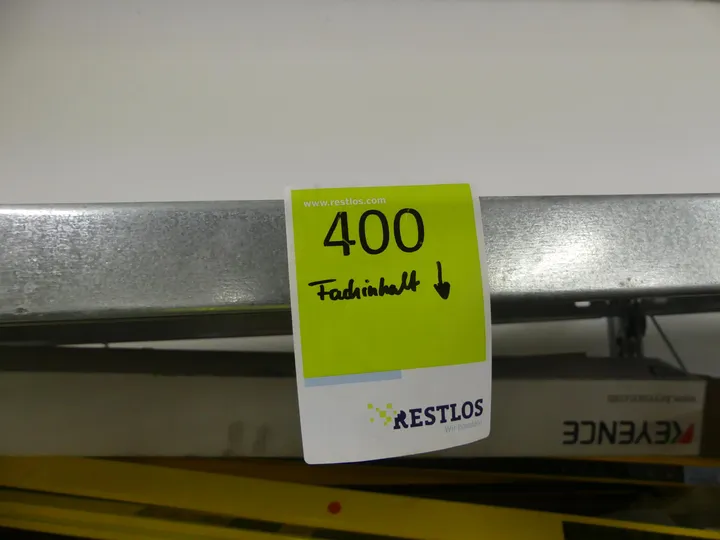 www.restlos.com
400
Fachinhalt ↓
RESTLOS
KEYENCE